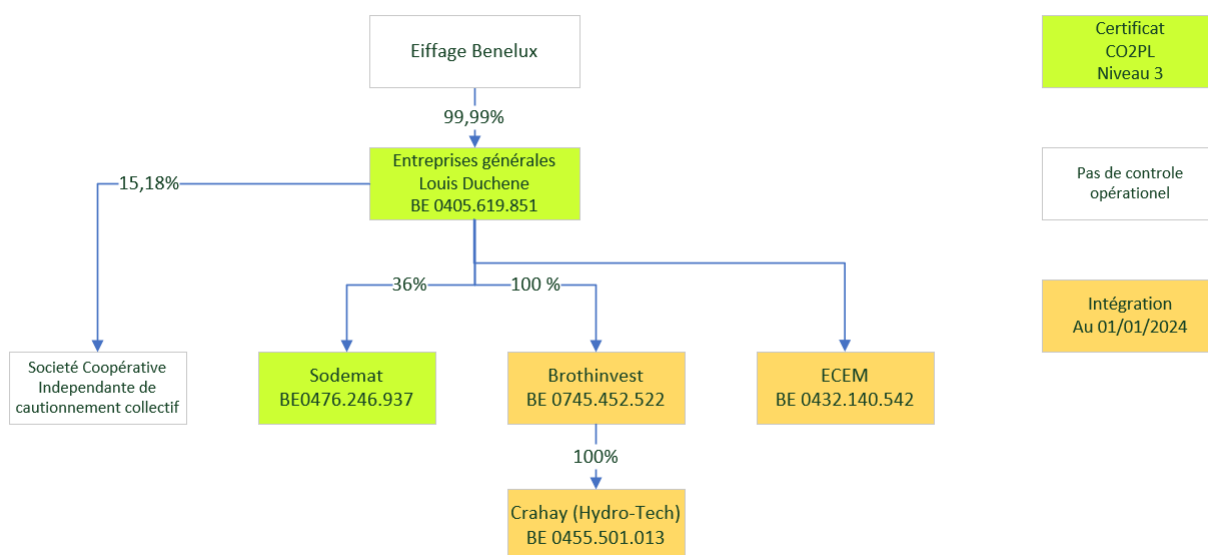 Eiffage Benelux
99,99%
Entreprises générales
Louis Duchene
BE 0405.619.851
15,18%
36%
100 %
Societé Coopérative
Independante de
cautionnement collectif
Sodemat
BE0476.246.937
Brothinvest
BE 0745.452.522
ECEM
BE 0432.140.542
100%
Crahay (Hydro-Tech)
BE 0455.501.013
Certificat
CO2PL
Niveau 3
Pas de controle
opérationel
Intégration
Au 01/01/2024